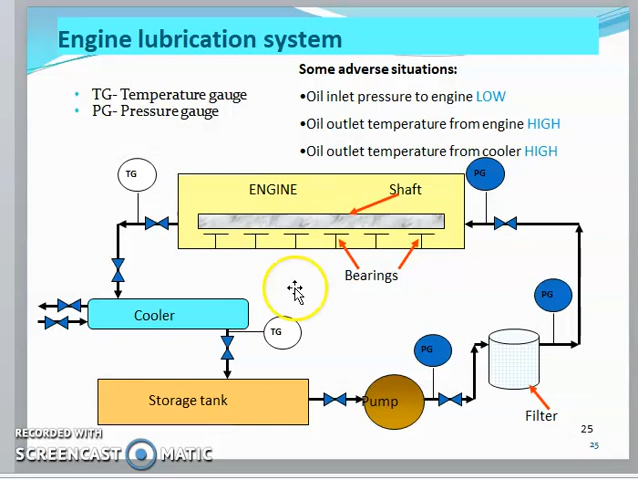 Engine lubrication system
Some adverse situations:
• TG- Temperature gauge
• PG- Pressure gauge
•Oil inlet pressure to engine LOW
•Oil outlet temperature from engine HIGH
•Oil outlet temperature from cooler HIGH
TG
ENGINE
Shaft
PG
Bearings
PG
Cooler
TG
PG
Storage tank
Pump
Filter
25
25
RECORDED WITH
SCREENCAST MATIC